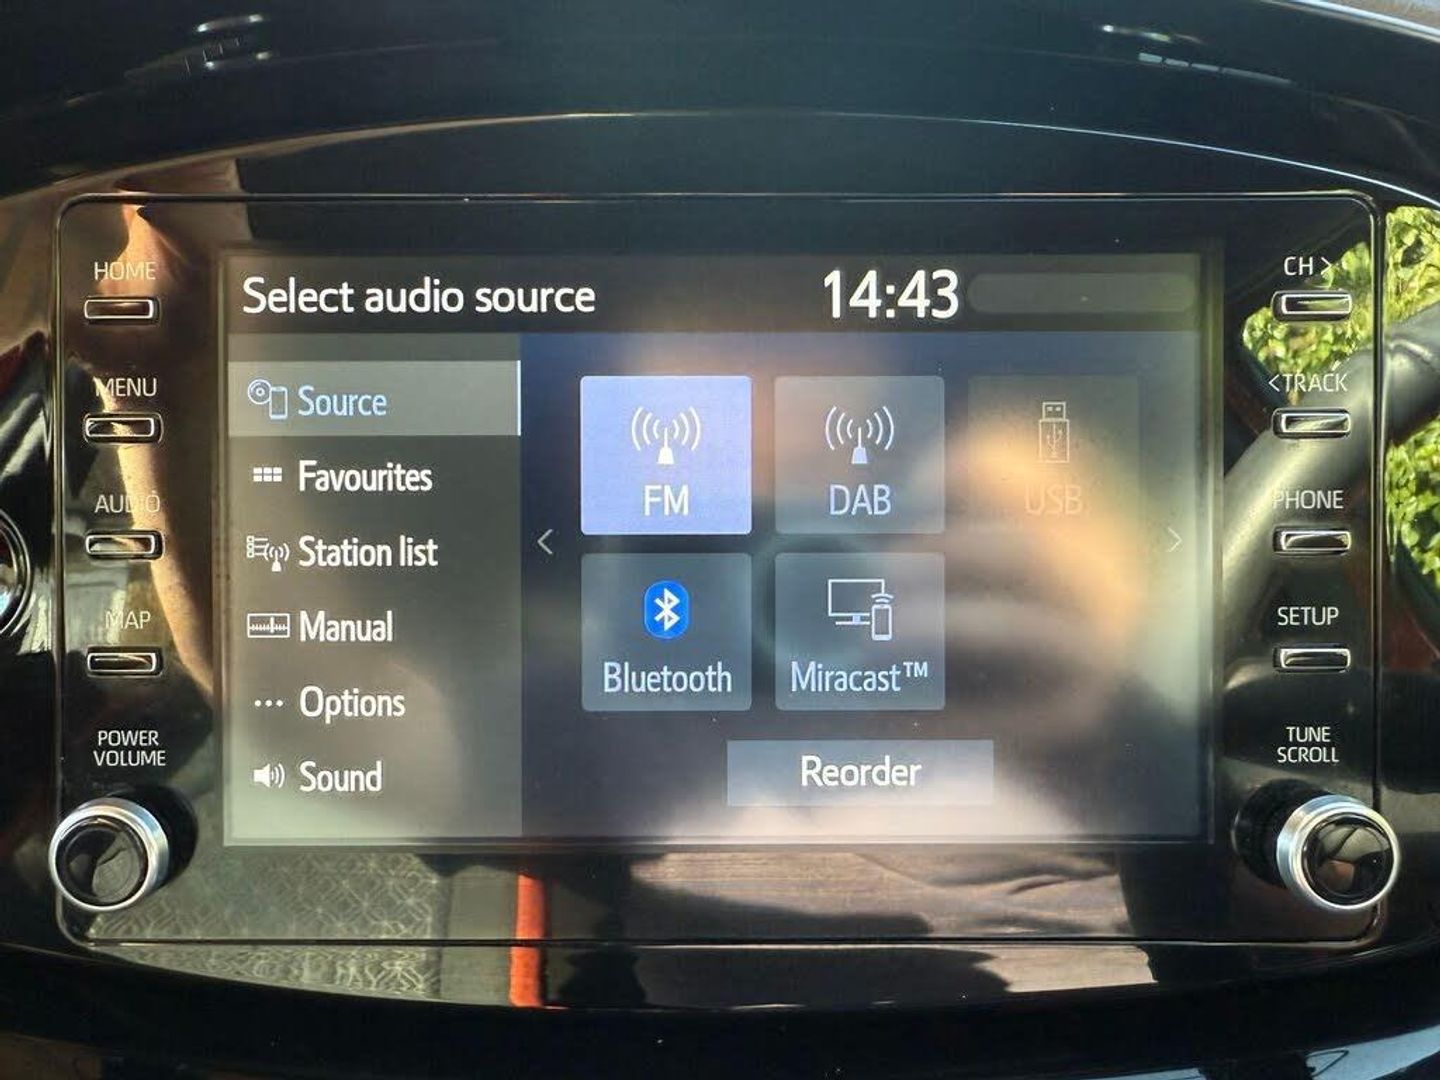 HOME
MENU
AUDIO
MAP
POWER
VOLUME
Select audio source 14:43
Source
Favourites
Station list
Manual
Options
Sound
FM
DAB
USB
Bluetooth
Miracast™
Reorder
CH >
<TRACK
PHONE
SETUP
TUNE
SCROLL